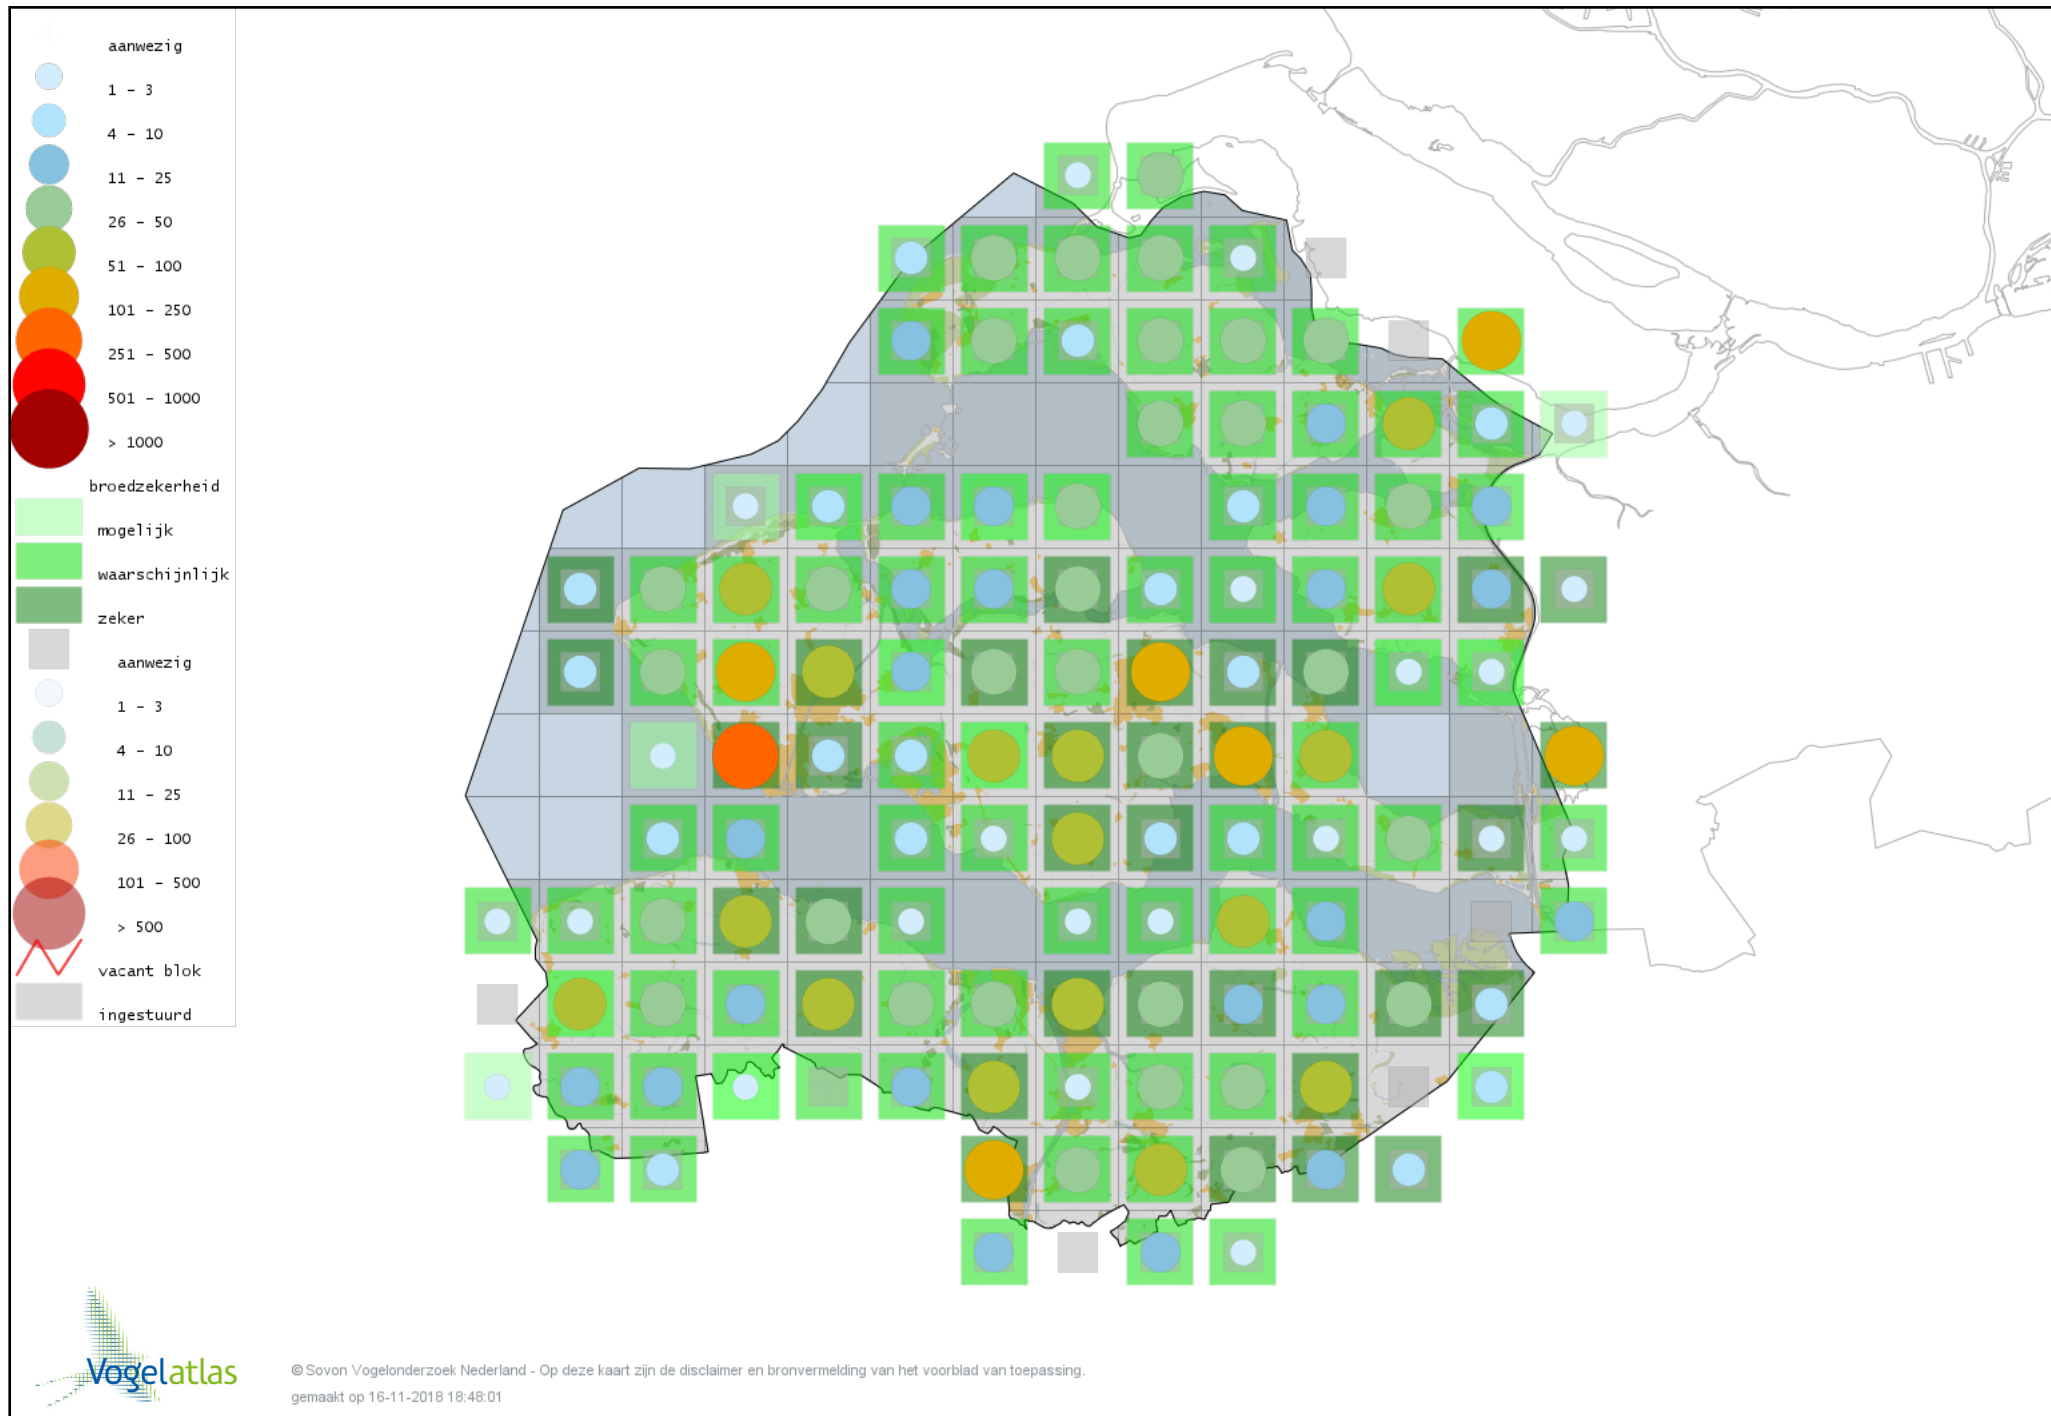 aanwezig
1 - 3
4 - 10
11 - 25
26 - 50
51 - 100
101 - 250
251 - 500
501 - 1000
> 1000
broedzekerheid
mogelijk
waarschijnlijk
zeker
aanwezig
1 - 3
4 - 10
11 - 25
26 - 100
101 - 500
> 500
vacant blok
ingestuurd
Vogelatlas
© Sovon Vogelonderzoek Nederland - Op deze kaart zijn de disclaimer en bronvermelding van het voorblad van toepassing.
gemaakt op 16-11-2018 18:48:01